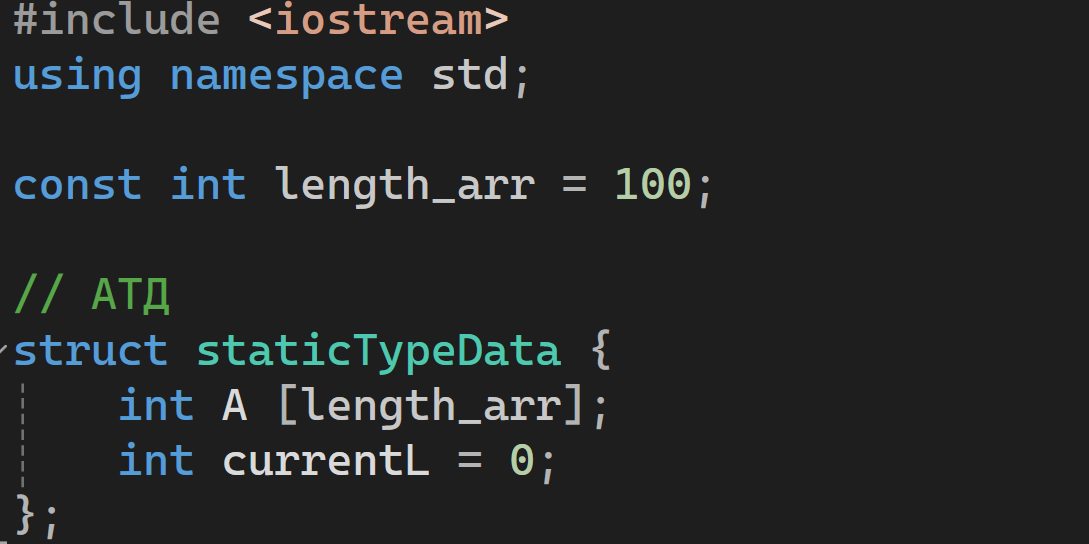 #include <iostream>
using namespace std;
const int length_arr = 100;
// АТД
struct staticTypeData {
int A [length_arr];
int currentL = 0;
};